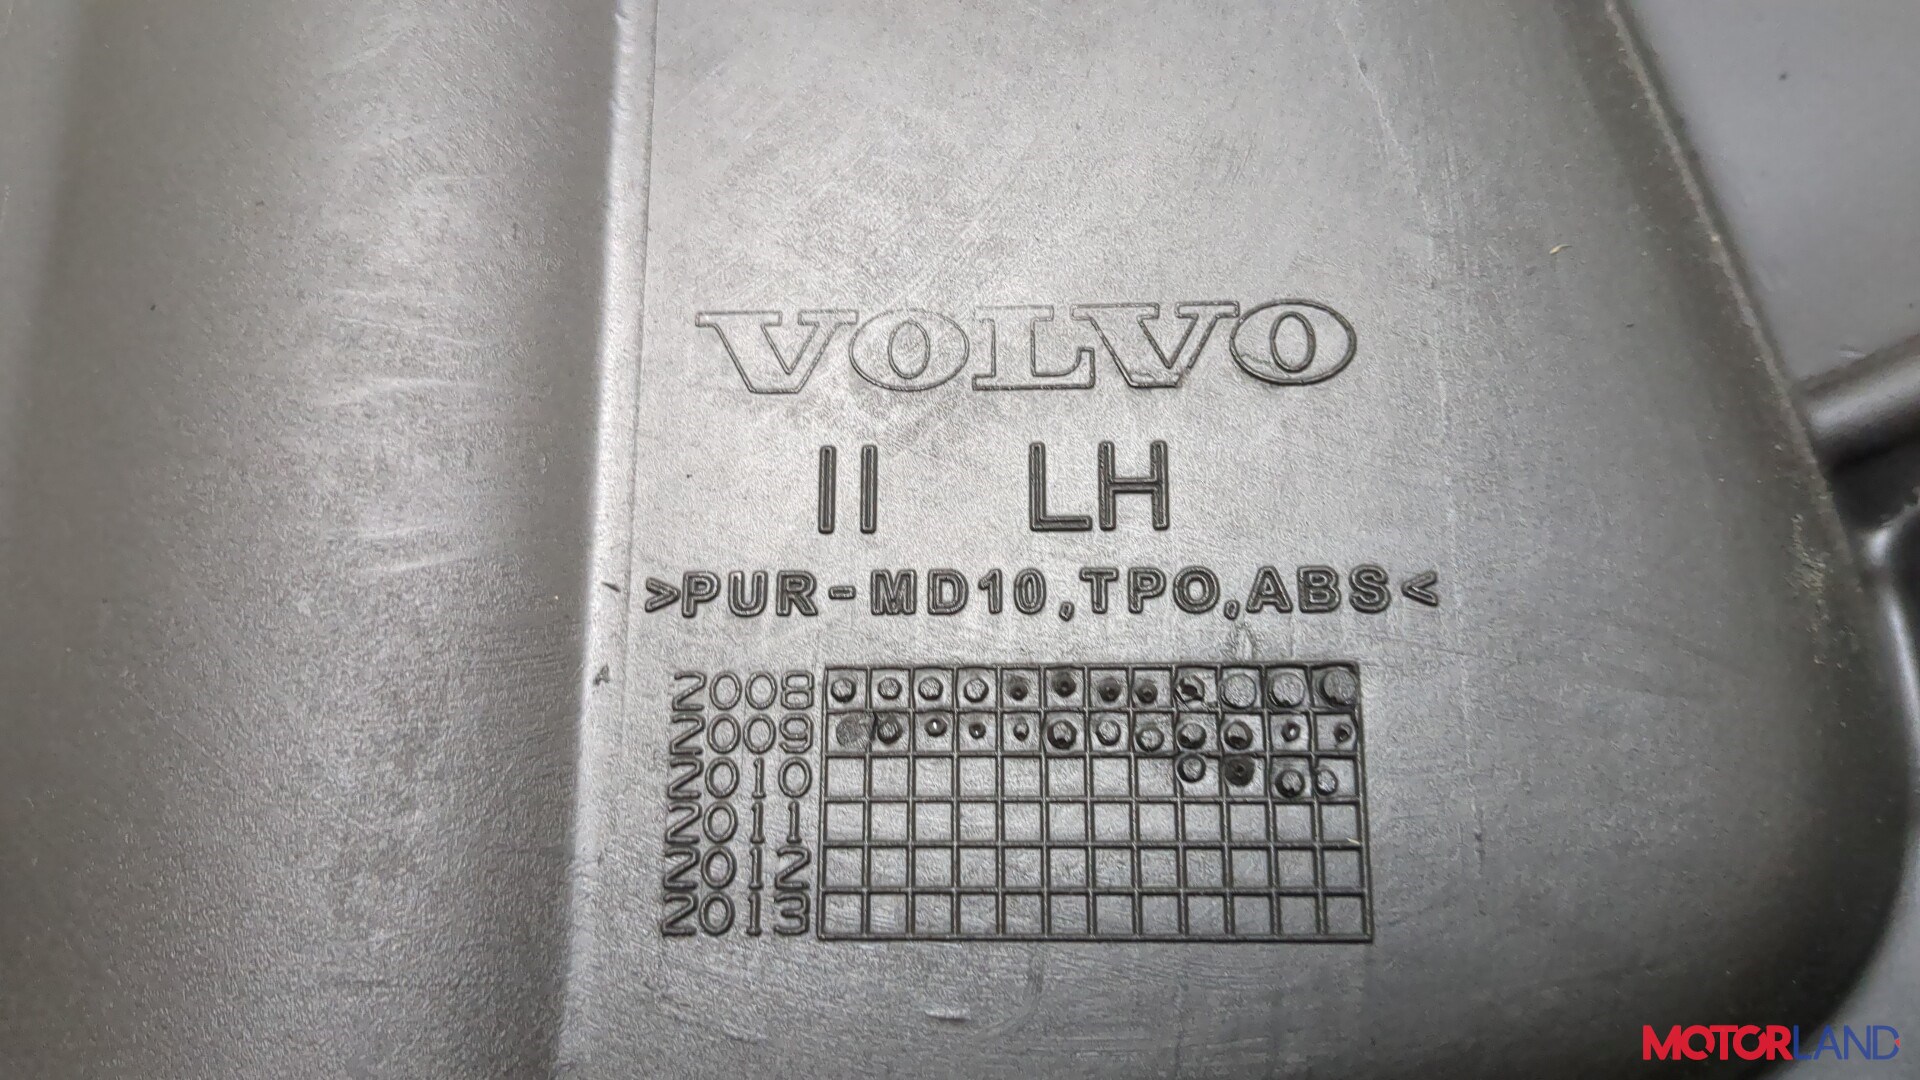 VOLVO
II LH
>PUR-MD10,TPO,ABS<
2008
2009
2010
2011
2012
2013
MOTORLAND